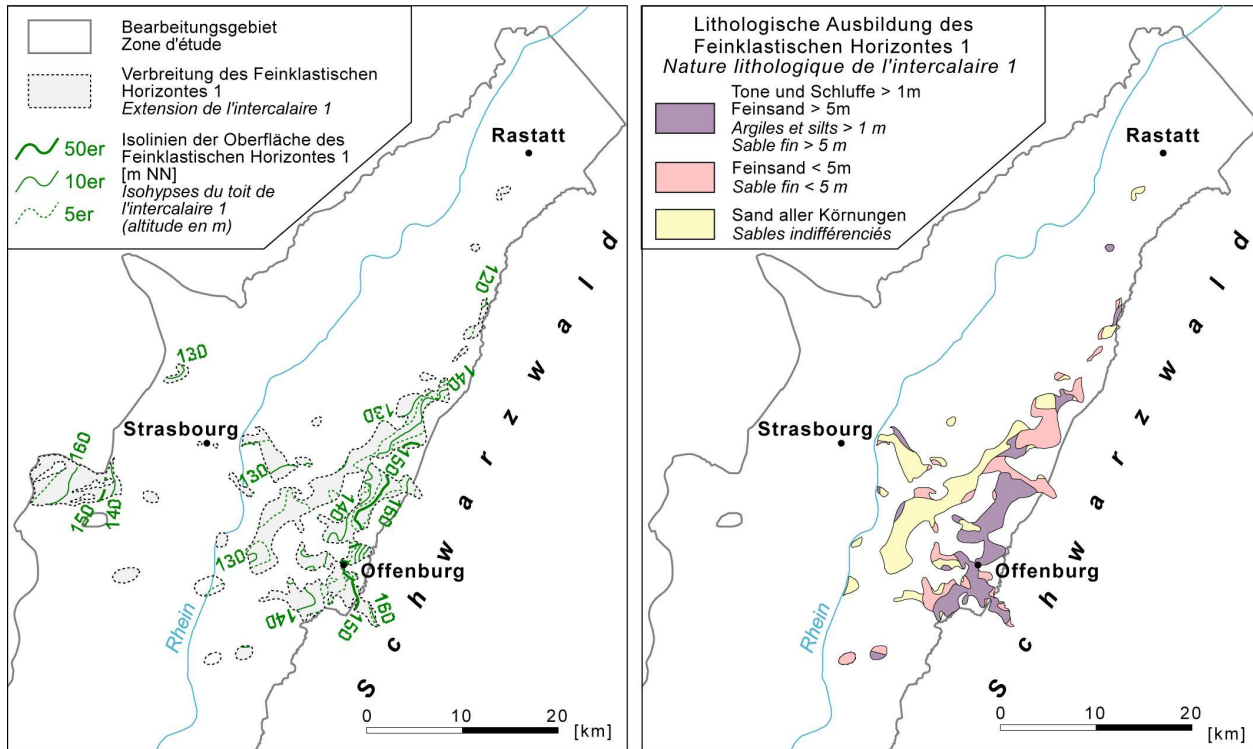 Bearbeitungsgebiet
Zone d'étude
Verbreitung des Feinklastischen
Horizontes 1
Extension de l'intercalaire 1
50er
10er
5er
Isolinien der Oberfläche des
Feinklastischen Horizontes 1
[m NN]
Isohypses du toit de
l'intercalaire 1
(altitude en m)
Rastatt
120
130
140
130
Strasbourg
160
130
150
150
140
140
160
130
Offenburg
140
150
160
Rhein
Schwarzwald
0 10 20
[km]
Lithologische Ausbildung des
Feinklastischen Horizontes 1
Nature lithologique de l'intercalaire 1
Tone und Schluffe > 1m
Feinsand > 5m
Argiles et silts > 1 m
Sable fin > 5 m
Feinsand < 5m
Sable fin < 5 m
Sand aller Körnungen
Sables indifférenciés
Rastatt
Strasbourg
Offenburg
Rhein
Schwarzwald
0 10 20
[km]